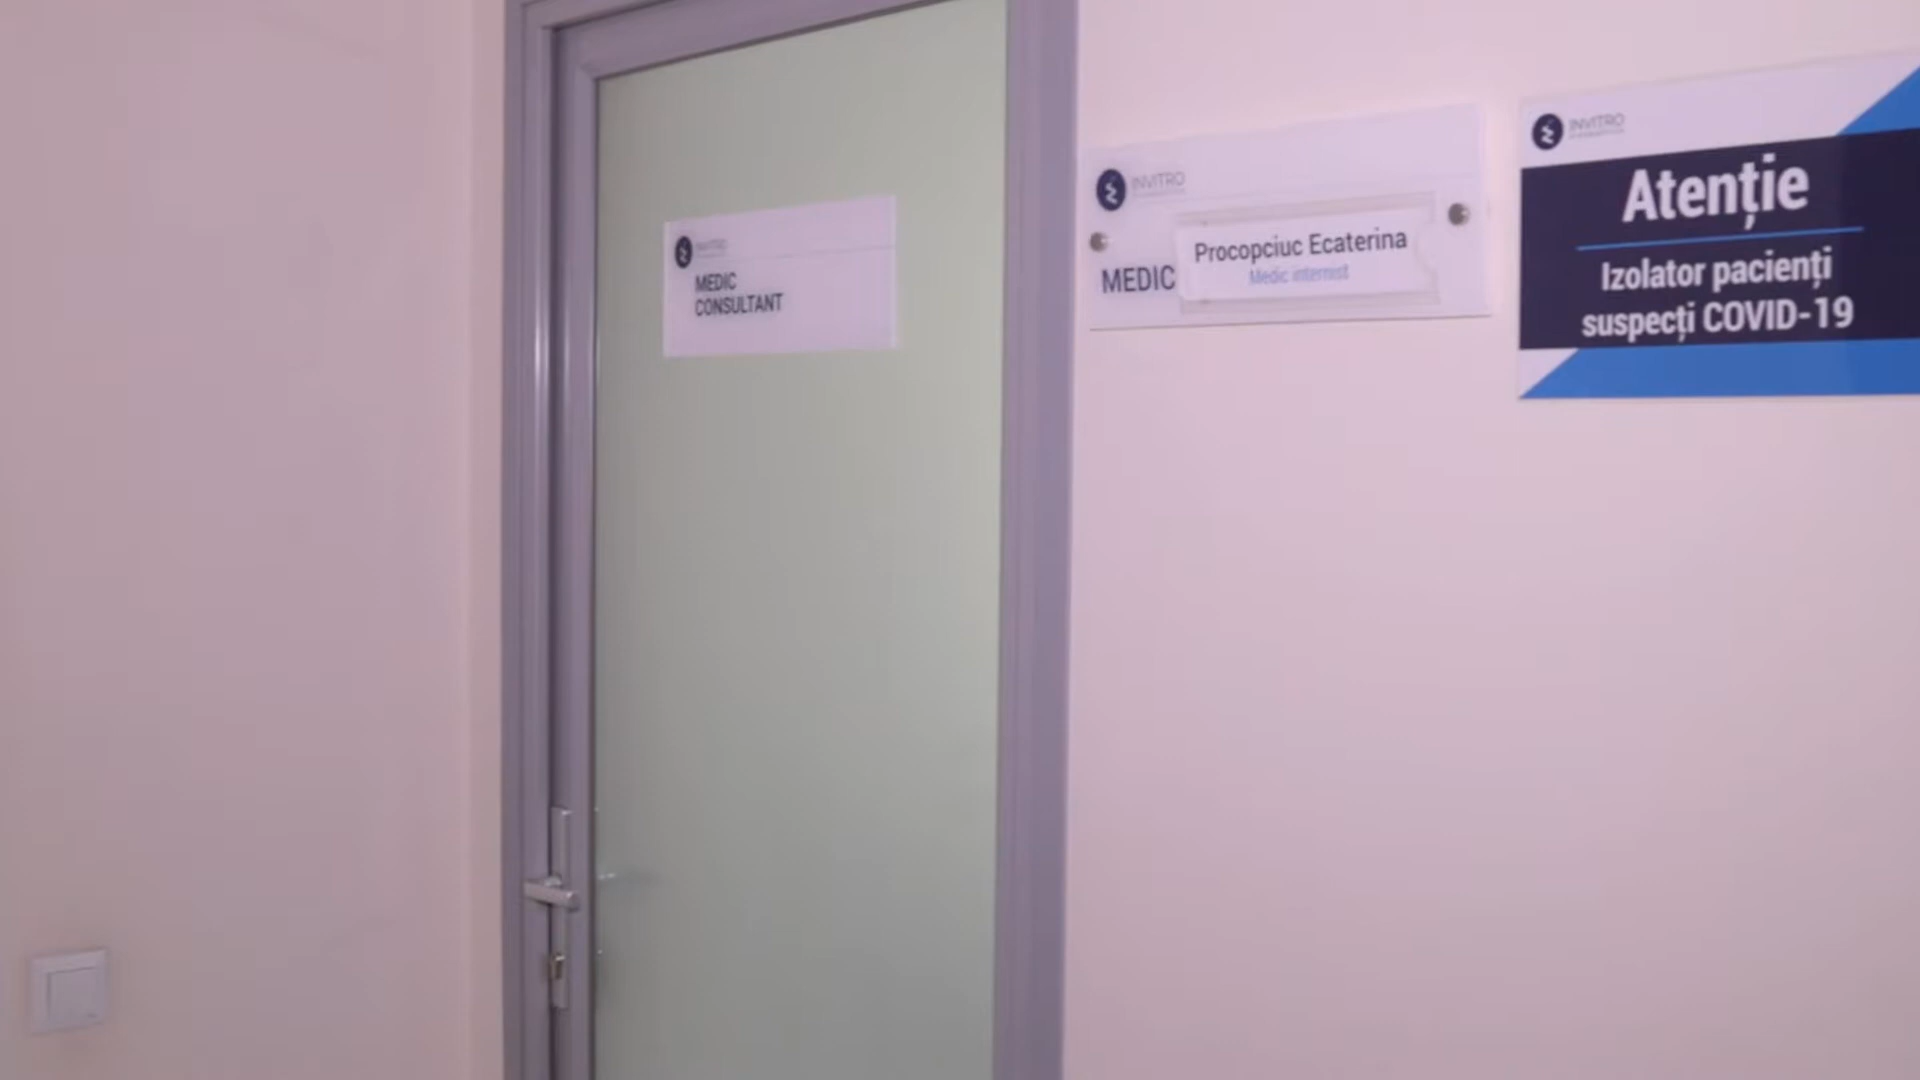 INVITRO
MEDIC
CONSULTANT
INVITRO
MEDIC
Procopciuc Ecaterina
Medic internist
INVITRO
Atenție
Izolator pacienți
suspecți COVID-19